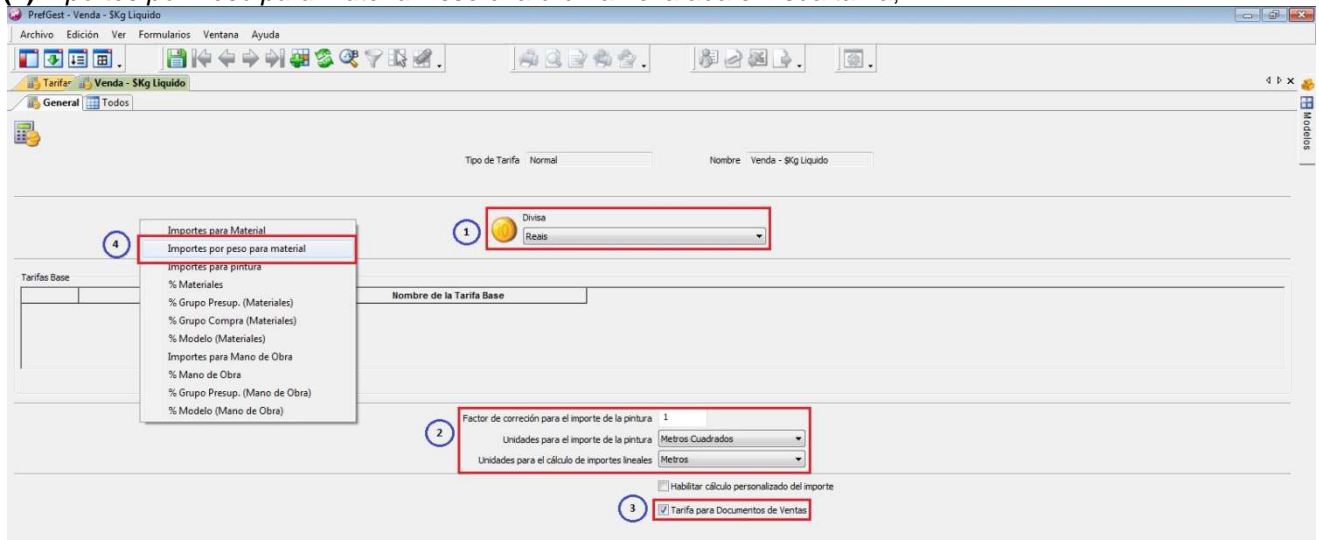 PrefGest - Venda - $Kg Liquido
Archivo Edición Ver Formularios Ventana Ayuda
Tarifas Venda - $Kg Liquido
General Todos
Modelos
Tipo de Tarifa Normal Nombre Venda - $Kg Liquido
1 Divisa
Reais
4
Importes para Material
Importes por peso para material
Importes para pintura
% Materiales
% Grupo Presup. (Materiales)
% Grupo Compra (Materiales)
% Modelo (Materiales)
Importes para Mano de Obra
% Mano de Obra
% Grupo Presup. (Mano de Obra)
% Modelo (Mano de Obra)
Tarifas Base
Nombre de la Tarifa Base
2
Factor de correción para el importe de la pintura 1
Unidades para el importe de la pintura Metros Cuadrados
Unidades para el cálculo de importes lineales Metros
Habilitar cálculo personalizado del importe
3 Tarifa para Documentos de Ventas